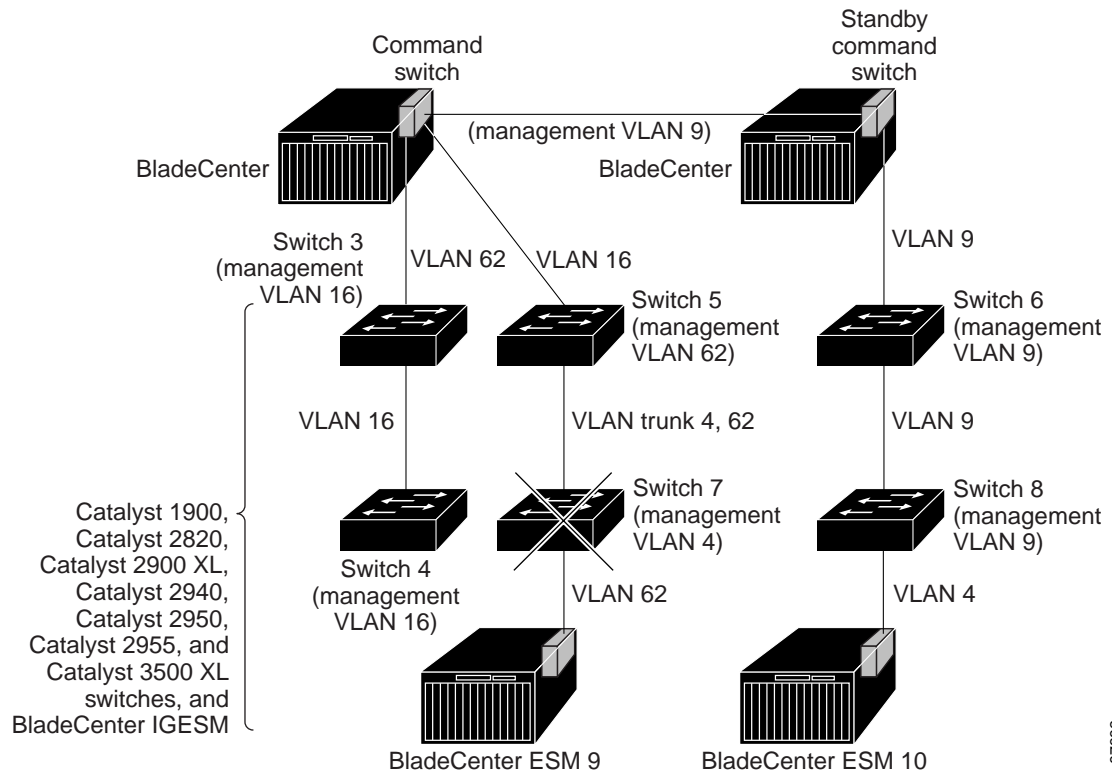 Command
switch
Standby
command
switch
(management VLAN 9)
BladeCenter
BladeCenter
Switch 3
(management
VLAN 16)
VLAN 62
VLAN 16
VLAN 9
Switch 5
(management
VLAN 62)
Switch 6
(management
VLAN 9)
VLAN 16
VLAN trunk 4, 62
VLAN 9
Catalyst 1900,
Catalyst 2820,
Catalyst 2900 XL,
Catalyst 2940,
Catalyst 2950,
Catalyst 2955, and
Catalyst 3500 XL
switches, and
BladeCenter IGESM
Switch 4
(management
VLAN 16)
Switch 7
(management
VLAN 4)
Switch 8
(management
VLAN 9)
VLAN 62
VLAN 4
BladeCenter ESM 9
BladeCenter ESM 10